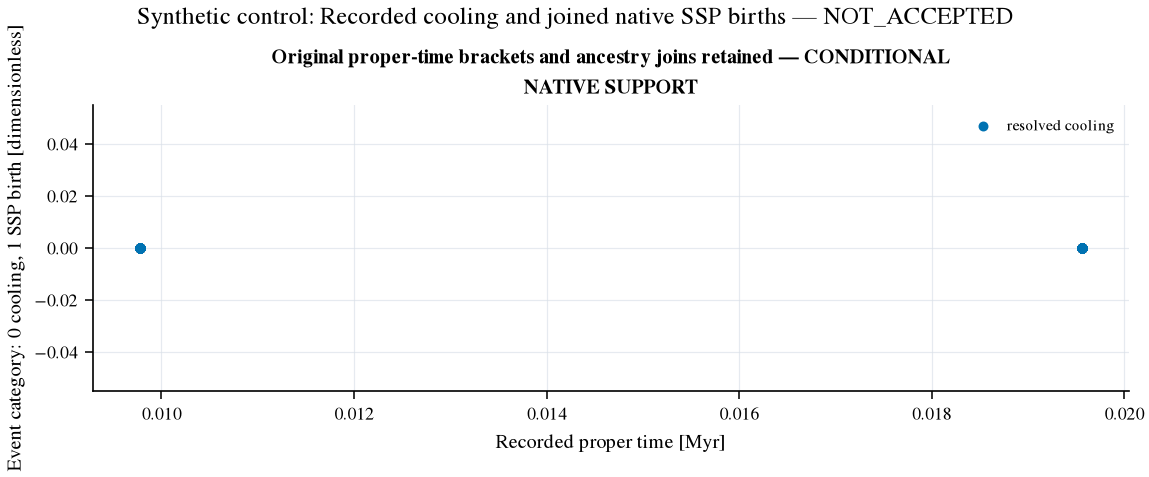 Synthetic control: Recorded cooling and joined native SSP births — NOT_ACCEPTED
Original proper-time brackets and ancestry joins retained — CONDITIONAL
NATIVE SUPPORT
resolved cooling
Event category: 0 cooling, 1 SSP birth [dimensionless]
0.04
0.02
0.00
−0.02
−0.04
0.010
0.012
0.014
0.016
0.018
0.020
Recorded proper time [Myr]